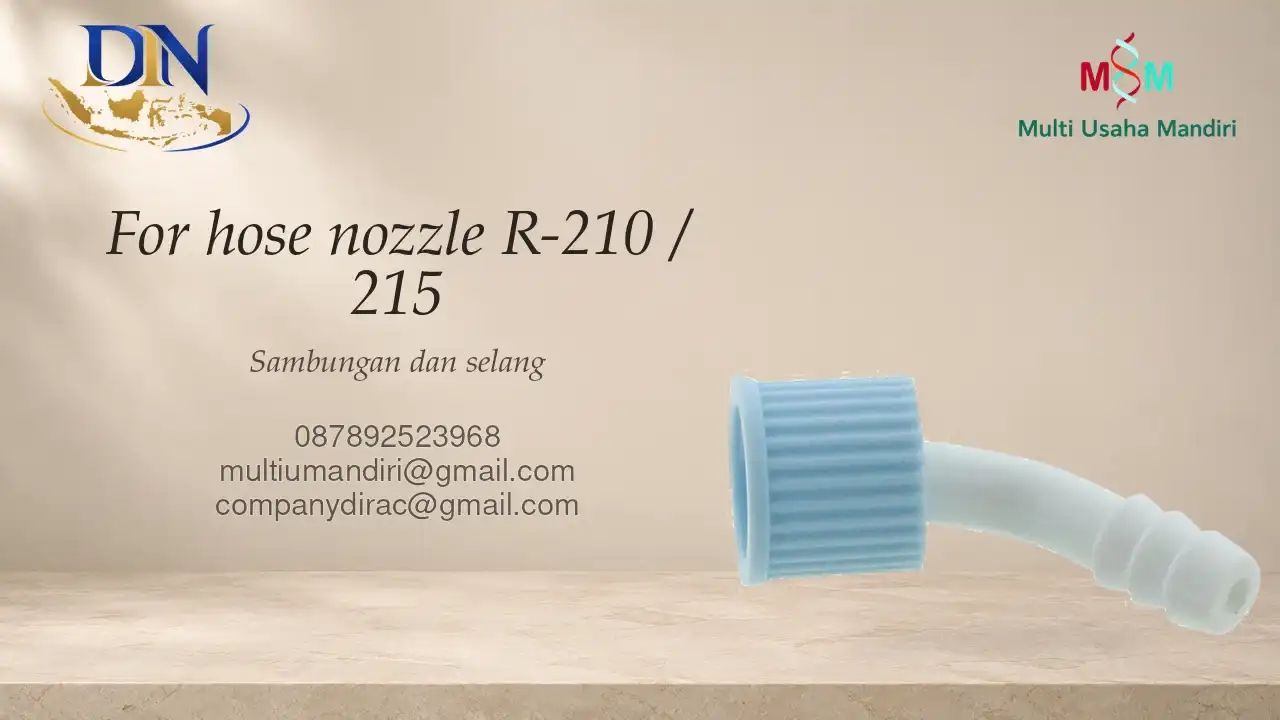 DN
M M
Multi Usaha Mandiri
For hose nozzle R-210 /
215
Sambungan dan selang
087892523968
multiumandiri@gmail.com
companydirac@gmail.com